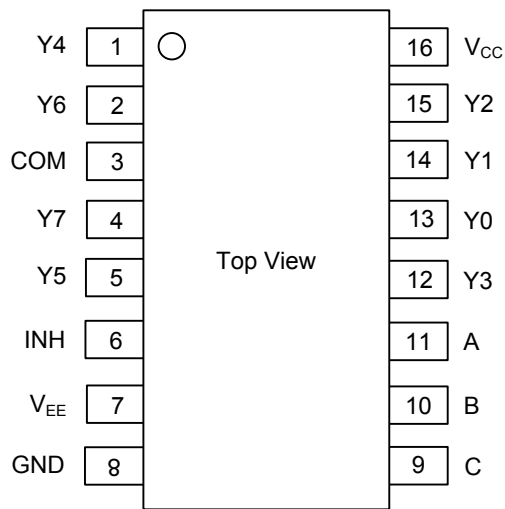 Y4 1 16 VCC
Y6 2 15 Y2
COM 3 14 Y1
Y7 4 13 Y0
Top View
Y5 5 12 Y3
INH 6 11 A
VEE 7 10 B
GND 8 9 C